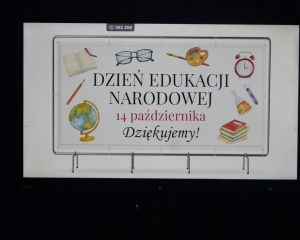 DZIEŃ EDUKACJI
NARODOWEJ
14 października
Dziękujemy!